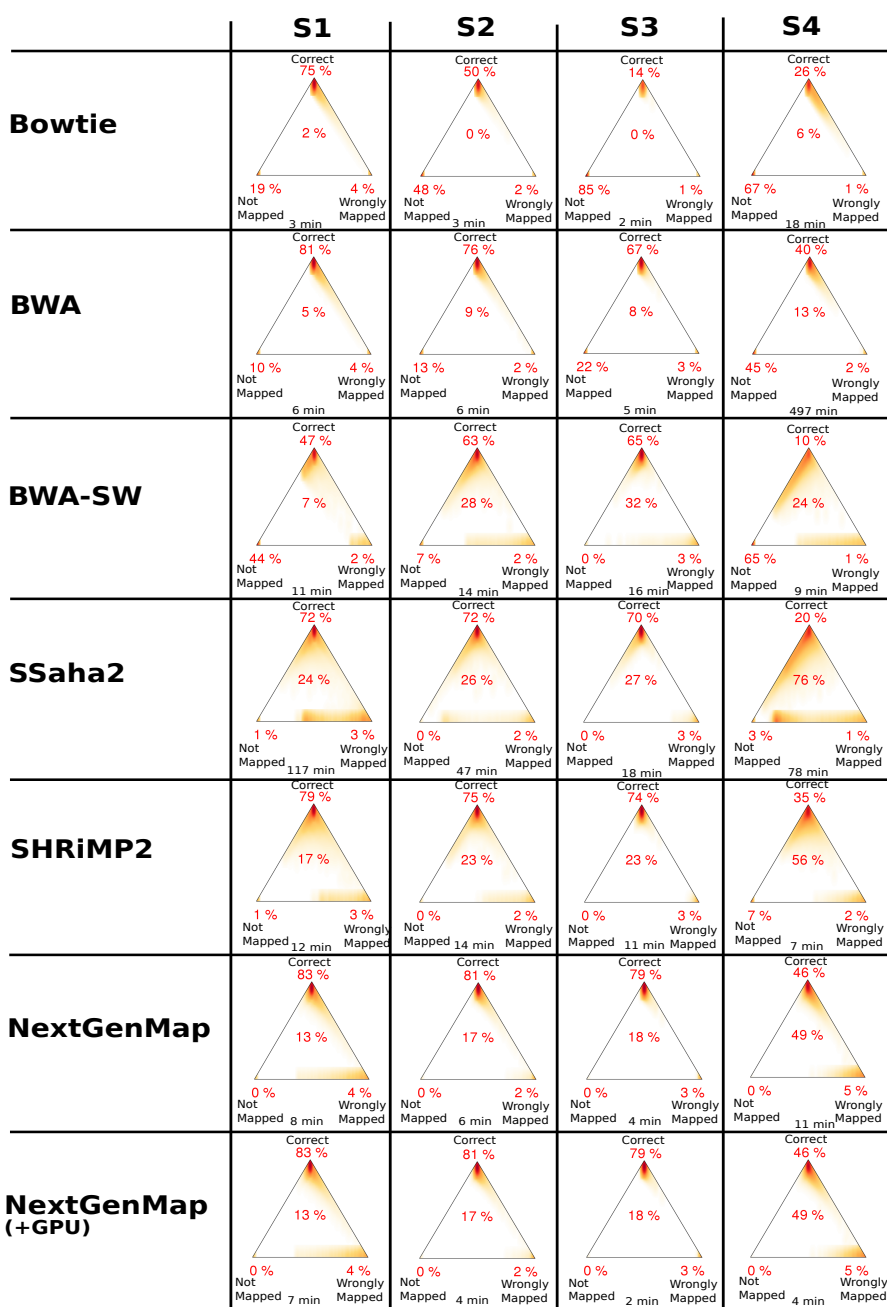 S1 S2 S3 S4
Bowtie
Correct Correct Correct Correct
75 % 50 % 14 % 26 %
2 % 0 % 0 % 6 %
19 % 4 % 48 % 2 % 85 % 1 % 67 % 1 %
Not Wrongly Not Wrongly Not Wrongly Not Wrongly
Mapped Mapped Mapped Mapped Mapped Mapped Mapped Mapped
3 min 3 min 2 min 18 min
BWA
Correct Correct Correct Correct
81 % 76 % 67 % 40 %
5 % 9 % 8 % 13 %
10 % 4 % 13 % 2 % 22 % 3 % 45 % 2 %
Not Wrongly Not Wrongly Not Wrongly Not Wrongly
Mapped Mapped Mapped Mapped Mapped Mapped Mapped Mapped
6 min 6 min 5 min 497 min
BWA-SW
Correct Correct Correct Correct
47 % 63 % 65 % 10 %
7 % 28 % 32 % 24 %
44 % 2 % 7 % 2 % 0 % 3 % 65 % 1 %
Not Wrongly Not Wrongly Not Wrongly Not Wrongly
Mapped Mapped Mapped Mapped Mapped Mapped Mapped Mapped
11 min 14 min 16 min 9 min
SSaha2
Correct Correct Correct Correct
72 % 72 % 70 % 20 %
24 % 26 % 27 % 76 %
1 % 3 % 0 % 2 % 0 % 3 % 3 % 1 %
Not Wrongly Not Wrongly Not Wrongly Not Wrongly
Mapped Mapped Mapped Mapped Mapped Mapped Mapped Mapped
117 min 47 min 18 min 78 min
SHRiMP2
Correct Correct Correct Correct
79 % 75 % 74 % 35 %
17 % 23 % 23 % 56 %
1 % 3 % 0 % 2 % 0 % 3 % 7 % 2 %
Not Wrongly Not Wrongly Not Wrongly Not Wrongly
Mapped Mapped Mapped Mapped Mapped Mapped Mapped Mapped
12 min 14 min 11 min 7 min
NextGenMap
Correct Correct Correct Correct
83 % 81 % 79 % 46 %
13 % 17 % 18 % 49 %
0 % 4 % 0 % 2 % 0 % 3 % 0 % 5 %
Not Wrongly Not Wrongly Not Wrongly Not Wrongly
Mapped Mapped Mapped Mapped Mapped Mapped Mapped Mapped
8 min 6 min 4 min 11 min
NextGenMap
(+GPU)
Correct Correct Correct Correct
83 % 81 % 79 % 46 %
13 % 17 % 18 % 49 %
0 % 4 % 0 % 2 % 0 % 3 % 0 % 5 %
Not Wrongly Not Wrongly Not Wrongly Not Wrongly
Mapped Mapped Mapped Mapped Mapped Mapped Mapped Mapped
7 min 4 min 2 min 4 min